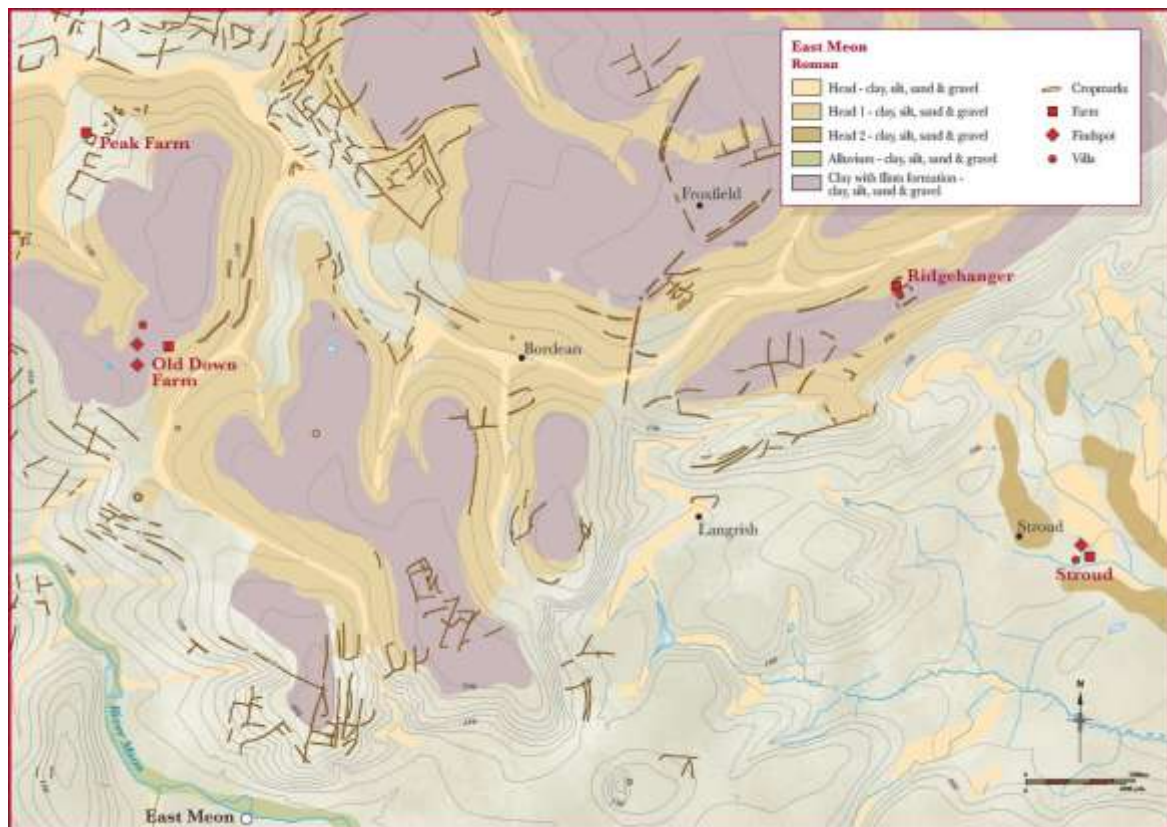 East Meon
Roman
Head - clay, silt, sand & gravel
Head 1 - clay, silt, sand & gravel
Head 2 - clay, silt, sand & gravel
Alluvium - clay, silt, sand & gravel
Clay with flints formation -
clay, silt, sand & gravel
Cropmarks
Farm
Findspot
Villa
Peak Farm
Froxfield
Ridgehanger
Bordean
Old Down
Farm
Langrish
Stroud
Stroud
N
River Meon
East Meon